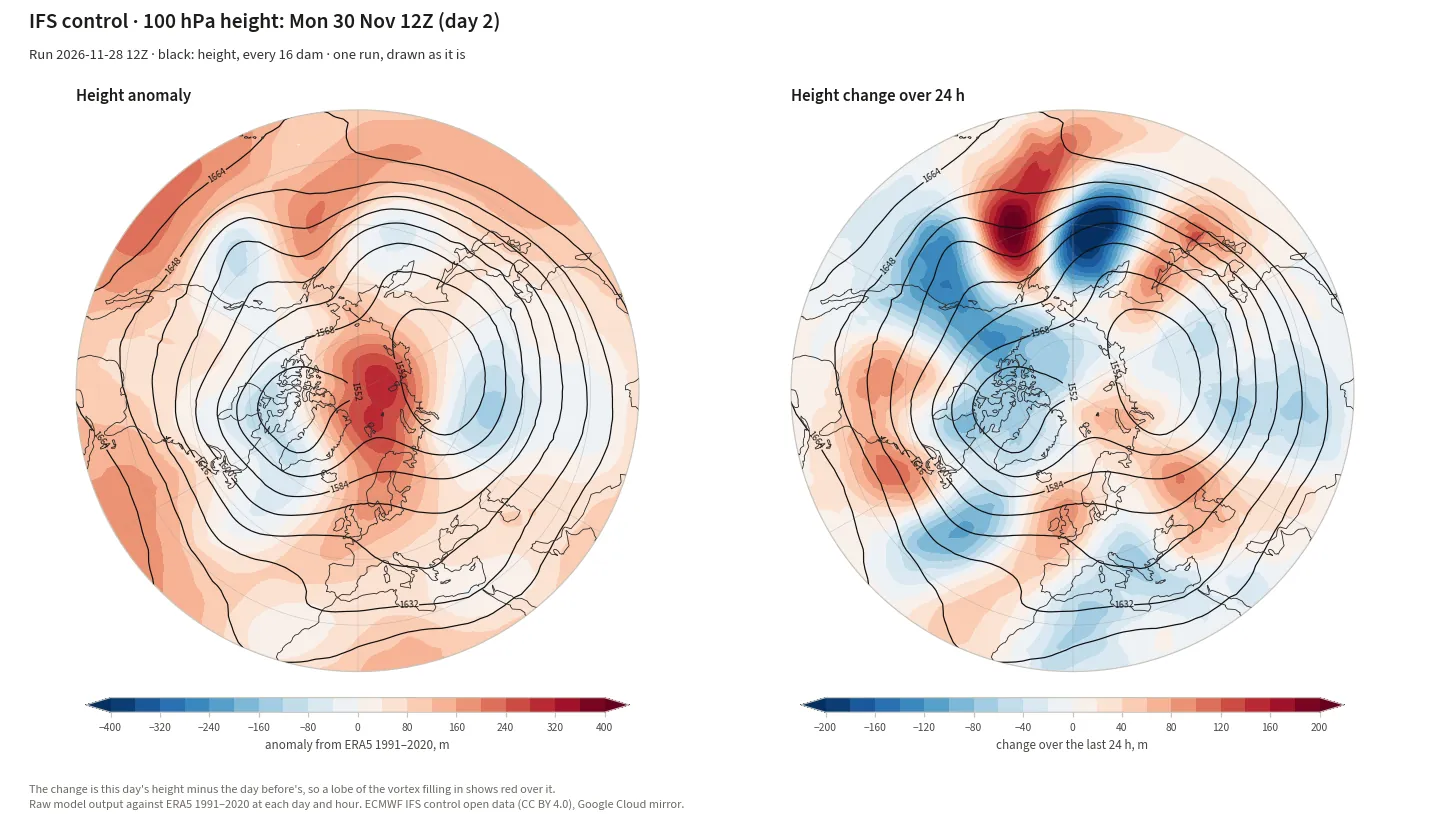 IFS control · 100 hPa height: Mon 30 Nov 12Z (day 2)
Run 2026-11-28 12Z · black: height, every 16 dam · one run, drawn as it is
Height anomaly
Height change over 24 h
1664
1648
1568
1552
1584
1632
1664
1616
1664
1648
1568
1552
1552
1584
1632
1664
1616
−400 −320 −240 −160 −80 0 80 160 240 320 400
anomaly from ERA5 1991–2020, m
−200 −160 −120 −80 −40 0 40 80 120 160 200
change over the last 24 h, m
The change is this day's height minus the day before's, so a lobe of the vortex filling in shows red over it.
Raw model output against ERA5 1991–2020 at each day and hour. ECMWF IFS control open data (CC BY 4.0), Google Cloud mirror.